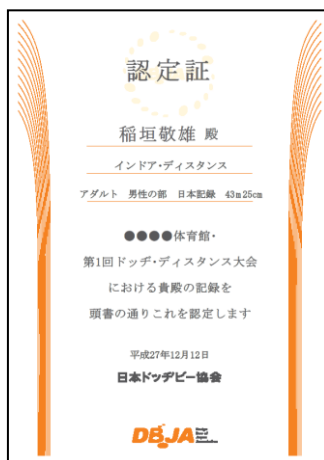 認定証
稲垣敬雄 殿
インドア・ディスタンス
アダルト 男性の部 日本記録 43m25cm
●●●●体育館・
第1回ドッヂ・ディスタンス大会
における貴殿の記録を
頭書の通りこれを認定します
平成27年12月12日
日本ドッヂビー協会
DBJA